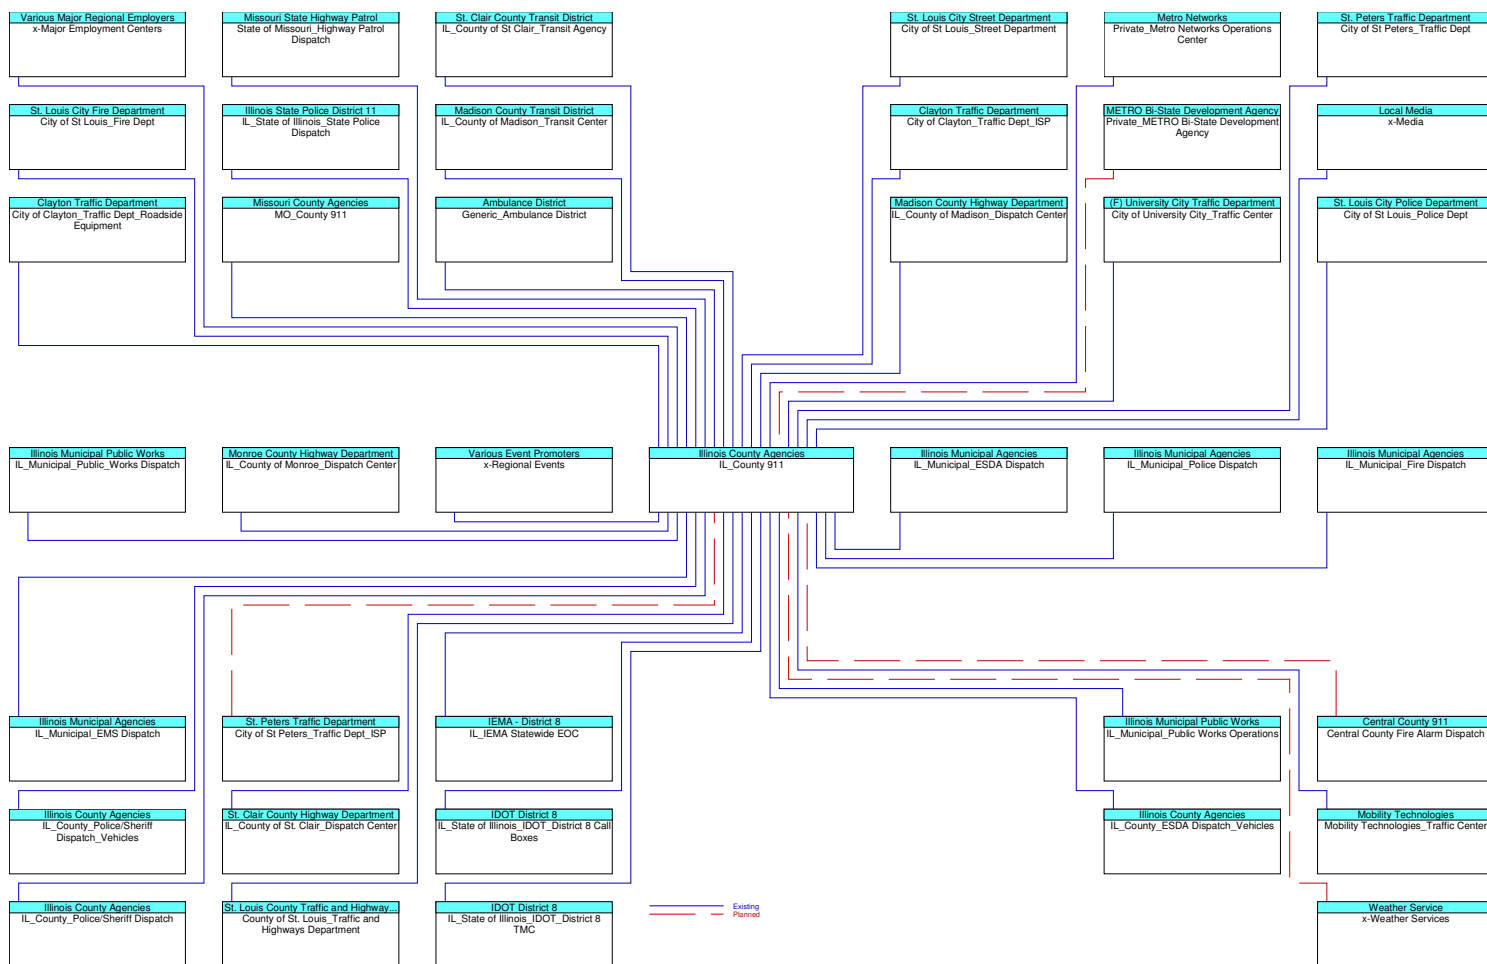 Various Major Regional Employers
x-Major Employment Centers
Missouri State Highway Patrol
State of Missouri_Highway Patrol
Dispatch
St. Clair County Transit District
IL_County of St Clair_Transit Agency
St. Louis City Street Department
City of St Louis_Street Department
Metro Networks
Private_Metro Networks Operations
Center
St. Peters Traffic Department
City of St Peters_Traffic Dept
St. Louis City Fire Department
City of St Louis_Fire Dept
Illinois State Police District 11
IL_State of Illinois_State Police
Dispatch
Madison County Transit District
IL_County of Madison_Transit Center
Clayton Traffic Department
City of Clayton_Traffic Dept_ISP
METRO Bi-State Development Agency
Private_METRO Bi-State Development
Agency
Local Media
x-Media
Clayton Traffic Department
City of Clayton_Traffic Dept_Roadside
Equipment
Missouri County Agencies
MO_County 911
Ambulance District
Generic_Ambulance District
Madison County Highway Department
IL_County of Madison_Dispatch Center
(F) University City Traffic Department
City of University City_Traffic Center
St. Louis City Police Department
City of St Louis_Police Dept
Illinois Municipal Public Works
IL_Municipal_Public_Works Dispatch
Monroe County Highway Department
IL_County of Monroe_Dispatch Center
Various Event Promoters
x-Regional Events
Illinois County Agencies
IL_County 911
Illinois Municipal Agencies
IL_Municipal_ESDA Dispatch
Illinois Municipal Agencies
IL_Municipal_Police Dispatch
Illinois Municipal Agencies
IL_Municipal_Fire Dispatch
Illinois Municipal Agencies
IL_Municipal_EMS Dispatch
St. Peters Traffic Department
City of St Peters_Traffic Dept_ISP
IEMA - District 8
IL_IEMA Statewide EOC
Illinois Municipal Public Works
IL_Municipal_Public Works Operations
Central County 911
Central County Fire Alarm Dispatch
Illinois County Agencies
IL_County_Police/Sheriff
Dispatch_Vehicles
St. Clair County Highway Department
IL_County of St. Clair_Dispatch Center
IDOT District 8
IL_State of Illinois_IDOT_District 8 Call
Boxes
Illinois County Agencies
IL_County_ESDA Dispatch_Vehicles
Mobility Technologies
Mobility Technologies_Traffic Center
Illinois County Agencies
IL_County_Police/Sheriff Dispatch
St. Louis County Traffic and Highway...
County of St. Louis_Traffic and
Highways Department
IDOT District 8
IL_State of Illinois_IDOT_District 8
TMC
Existing
Planned
Weather Service
x-Weather Services